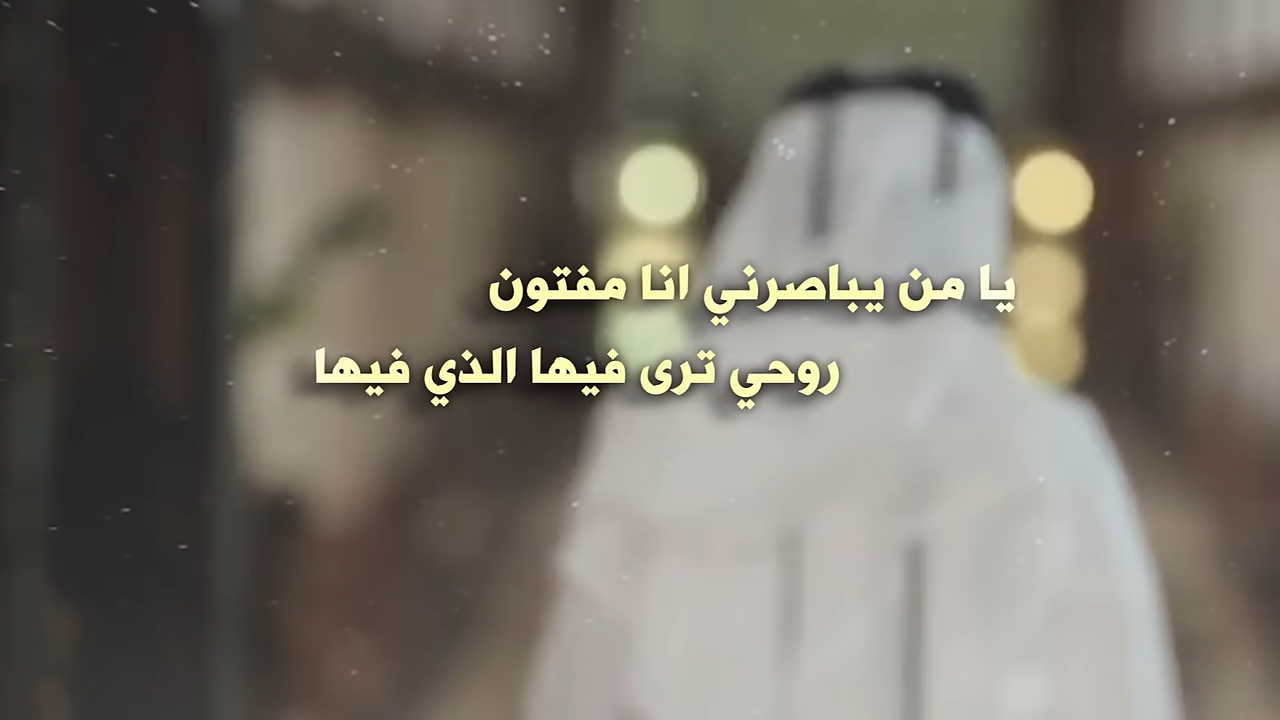 يا من يباصرني انا مفتون
روحي ترى فيها الذي فيها